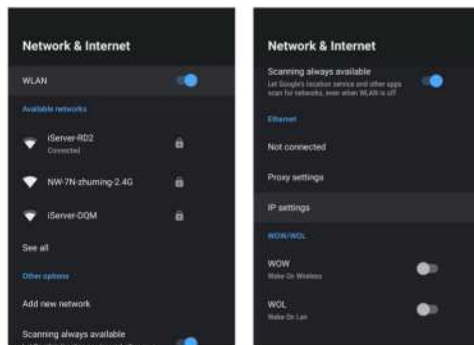 Network & Internet
WLAN
Available networks
iServer-RD2
Connected
NW-7N-zhuming-2.4G
iServer-DQM
See all
Other options
Add new network
Scanning always available
Network & Internet
Scanning always available
Let Google's location service and other apps
scan for networks, even when WLAN is off
Ethernet
Not connected
Proxy settings
IP settings
WOW/WOL
WOW
Wake On Wireless
WOL
Wake On Lan